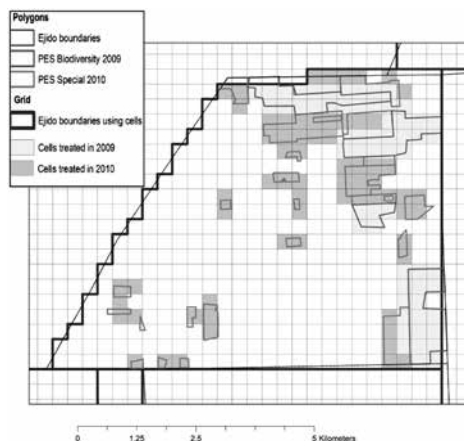 Polygons
Ejido boundaries
PES Biodiversity 2009
PES Special 2010
Grid
Ejido boundaries using cells
Cells treated in 2009
Cells treated in 2010
0 1.25 2.5 5 Kilometers